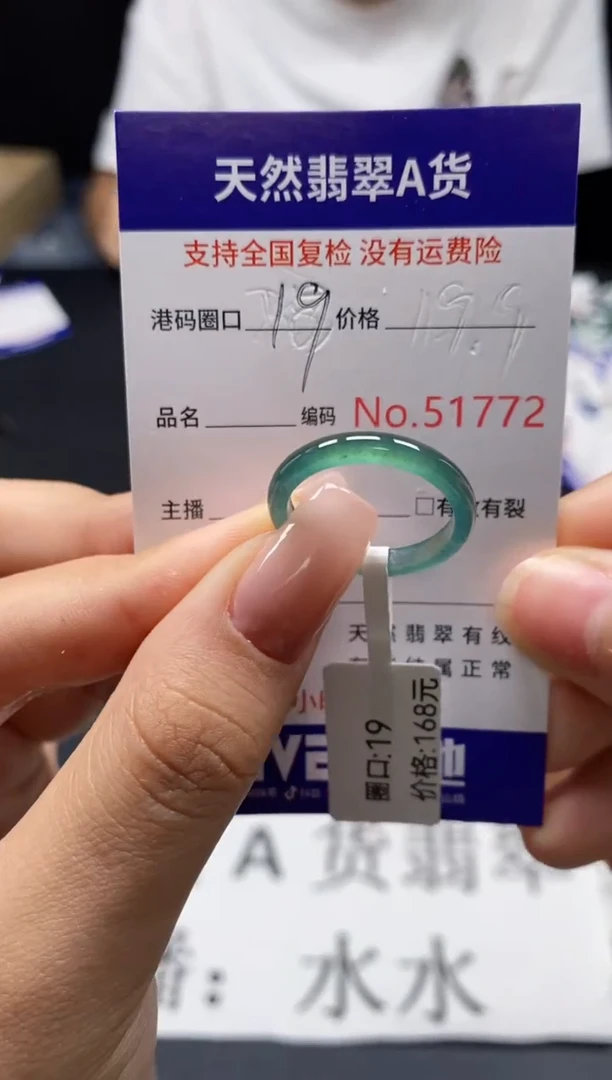 天然翡翠A货
支持全国复检 没有运费险
港码圈口 19 价格 19.9
品名 编码 No.51772
主播 □有 有裂
天然翡翠有纹
属正常
圈口:19
价格:168元
A货翡翠
水水